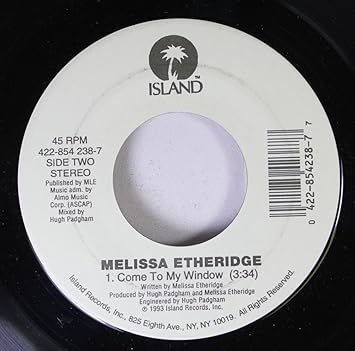 ISLAND™
45 RPM
422-854 238-7
SIDE TWO
STEREO
Published by MLE
Music adm. by
Almo Music
Corp. (ASCAP)
Mixed by
Hugh Padgham
0 422-854238-7 7
MELISSA ETHERIDGE
1. Come To My Window (3:34)
Written by Melissa Etheridge
Produced by Hugh Padgham and Melissa Etheridge
Engineered by Hugh Padgham
℗ 1993 Island Records, Inc.
Island Records, Inc., 825 Eighth Ave., NY, NY 10019. All Rights Reserved.